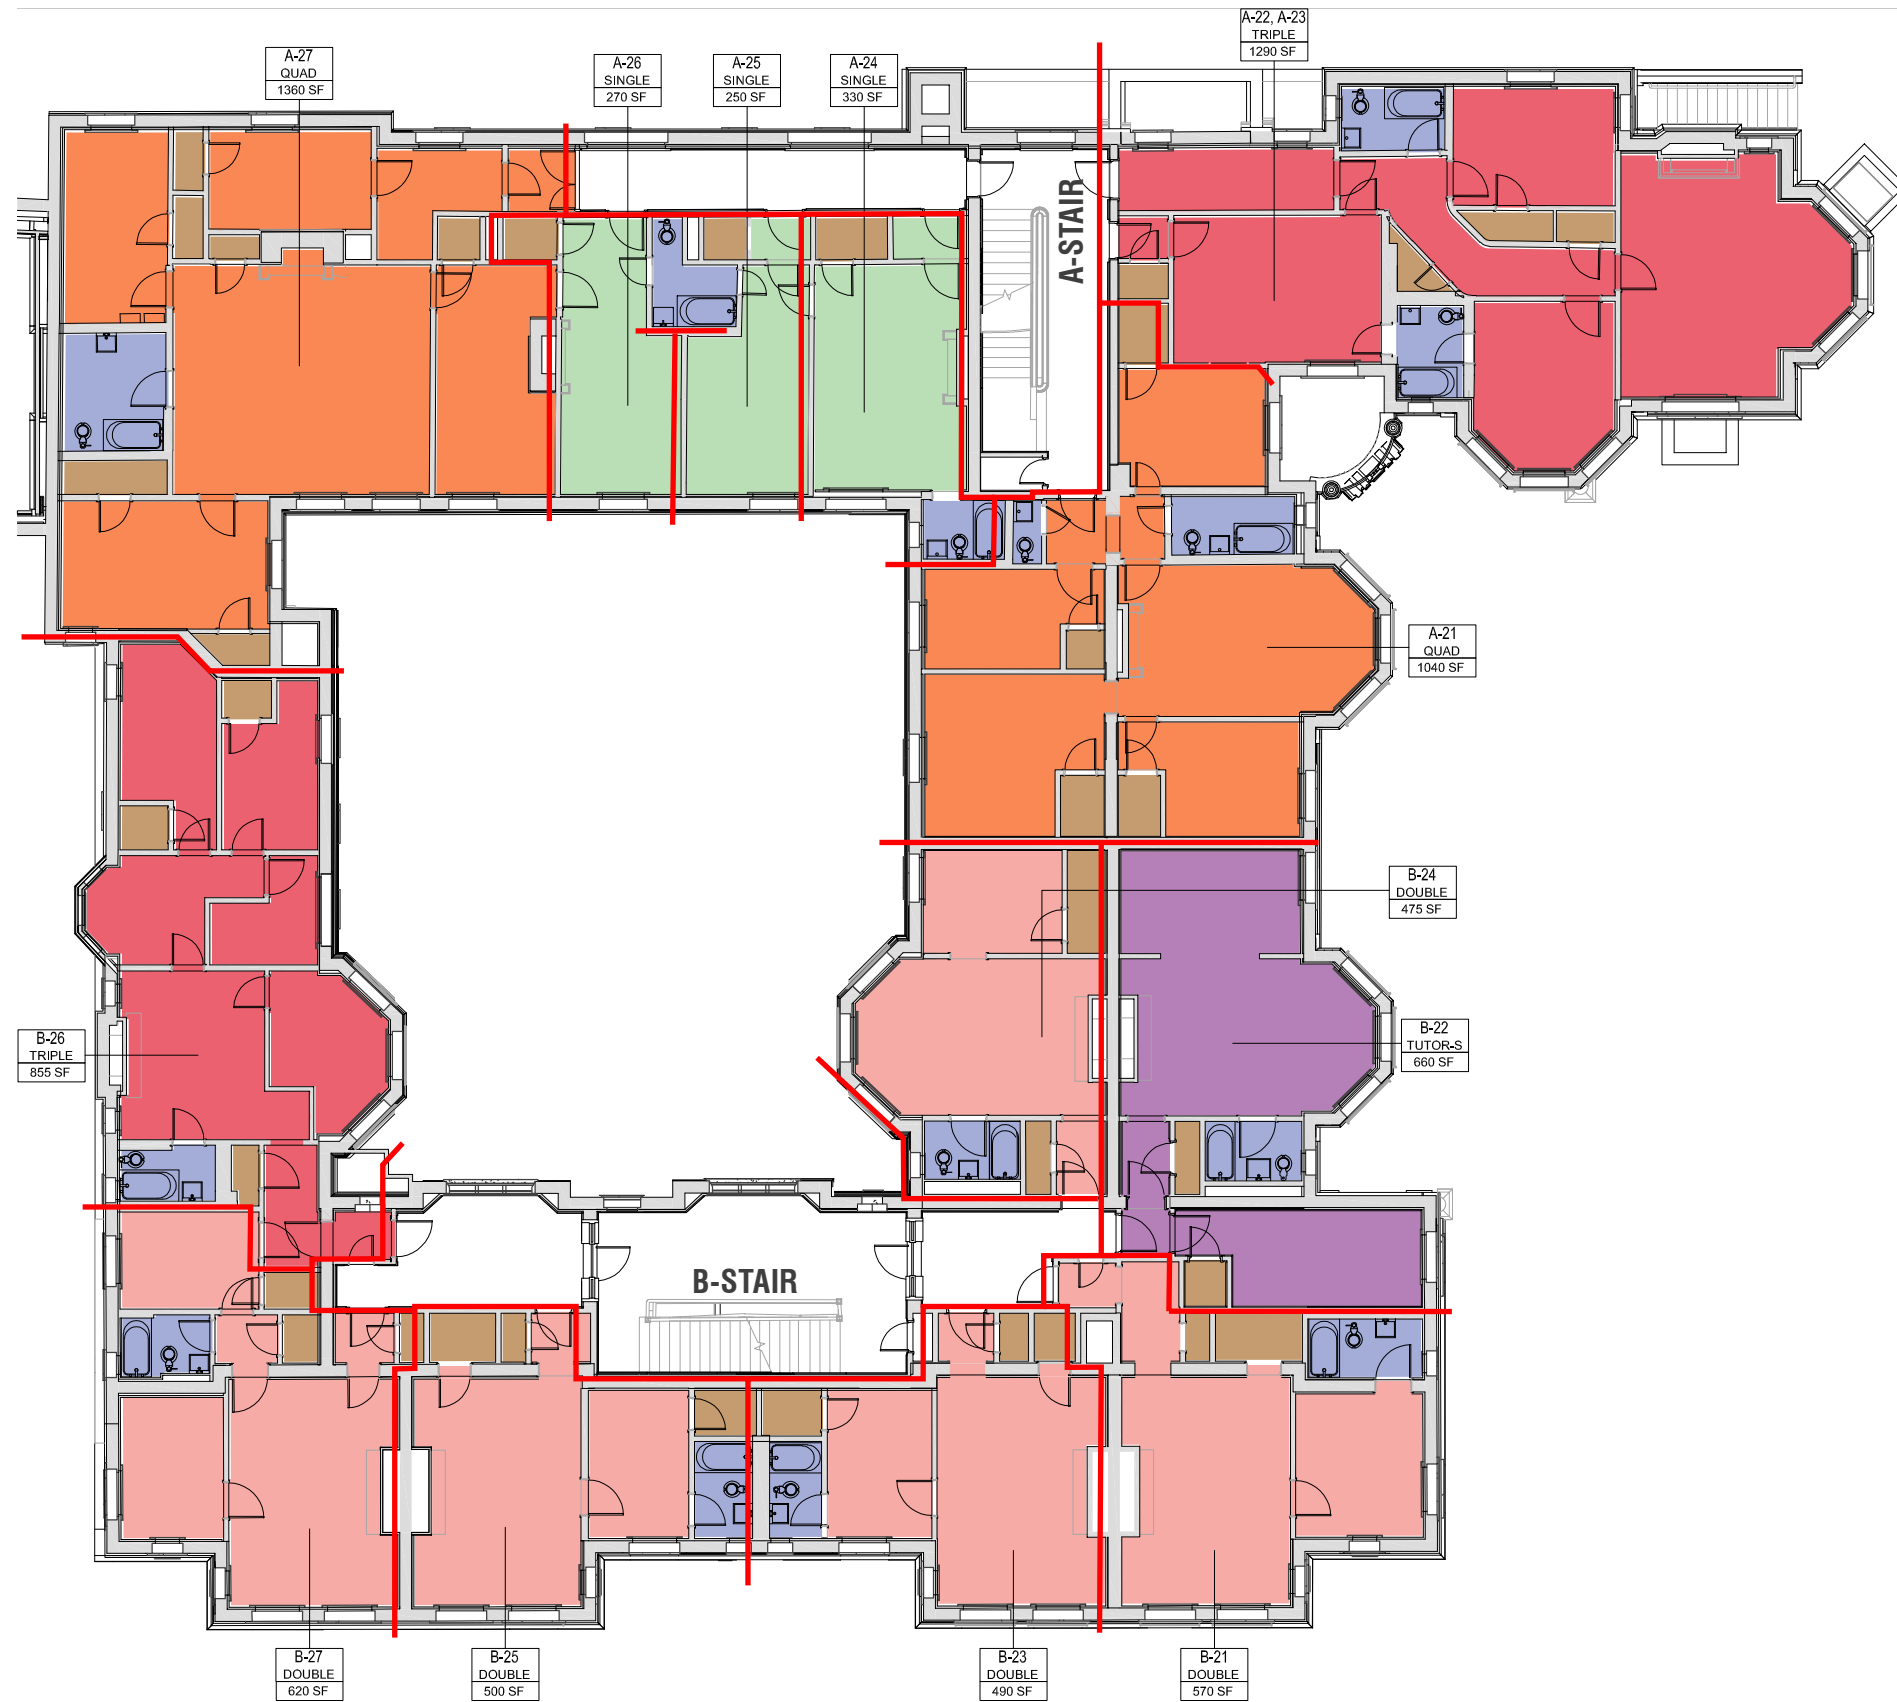 A-22, A-23
TRIPLE
1290 SF
A-27
QUAD
1360 SF
A-26
SINGLE
270 SF
A-25
SINGLE
250 SF
A-24
SINGLE
330 SF
A-STAIR
A-21
QUAD
1040 SF
B-24
DOUBLE
475 SF
B-22
TUTOR-S
660 SF
B-26
TRIPLE
855 SF
B-STAIR
B-27
DOUBLE
620 SF
B-25
DOUBLE
500 SF
B-23
DOUBLE
490 SF
B-21
DOUBLE
570 SF